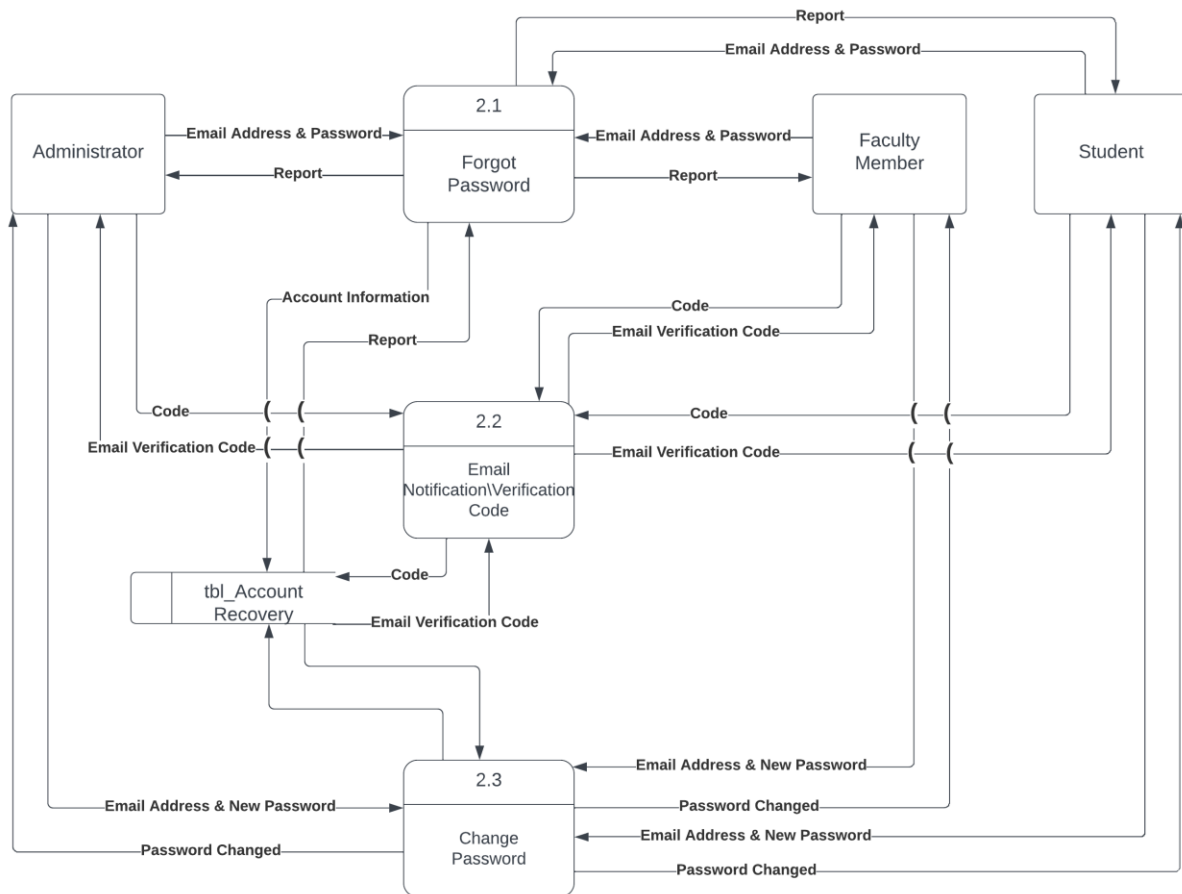 Report
Email Address & Password
2.1
Administrator
Email Address & Password
Email Address & Password
Faculty
Member
Student
Forgot
Password
Report
Report
Account Information
Code
Email Verification Code
Report
Code
2.2
Code
Email Verification Code
Email Verification Code
Email
Notification\Verification
Code
Code
tbl_Account
Recovery
Email Verification Code
2.3
Email Address & New Password
Email Address & New Password
Password Changed
Email Address & New Password
Change
Password
Password Changed
Password Changed